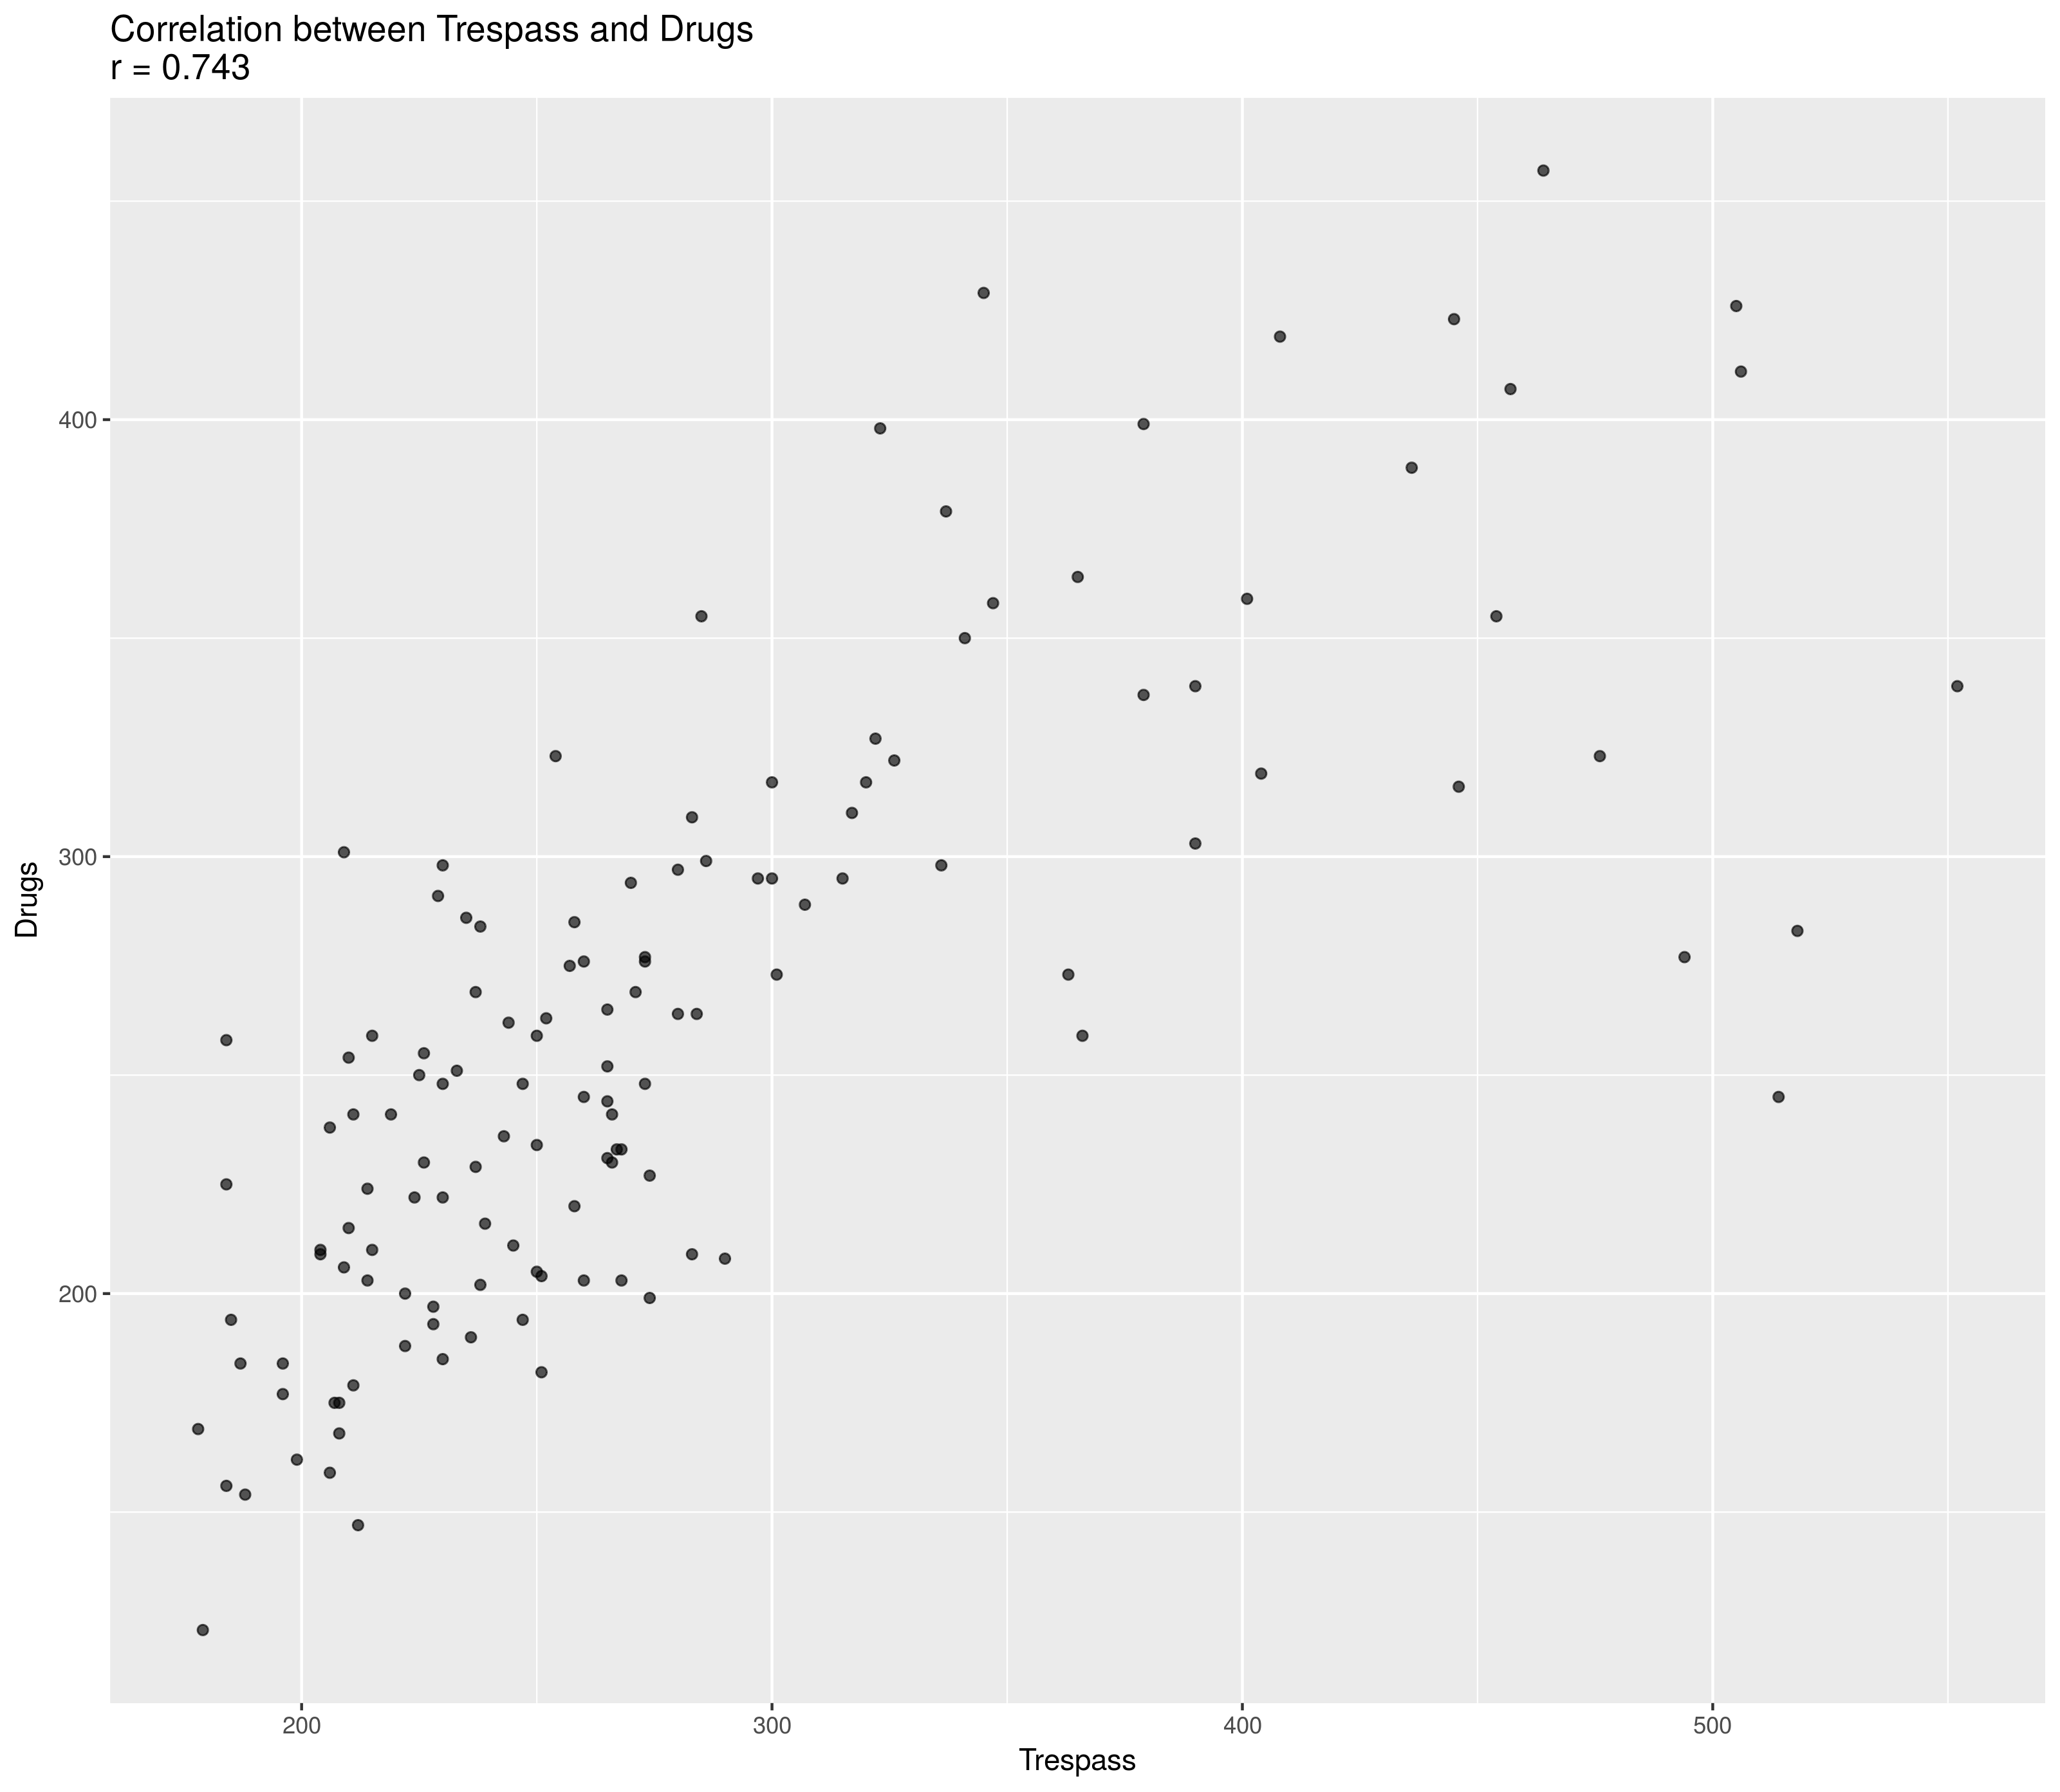 Correlation between Trespass and Drugs
r = 0.743
400
300
200
Drugs
200 300 400 500
Trespass